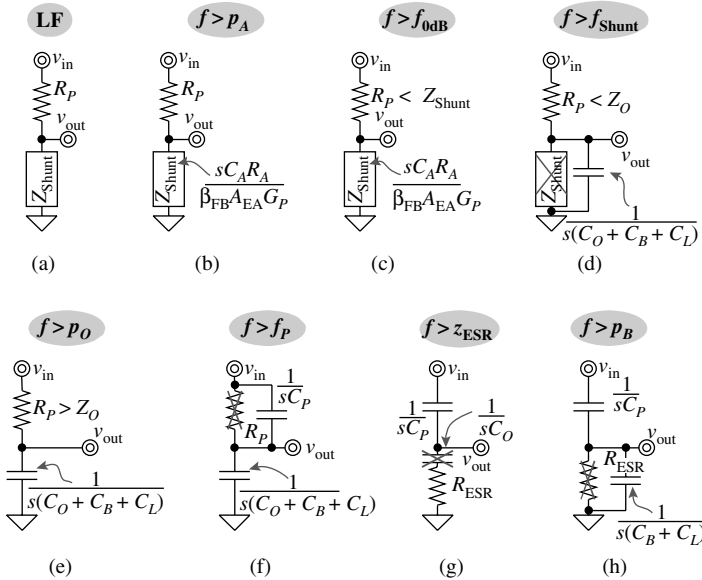 LF
v_in
R_P
v_out
Z_Shunt
(a)
f > p_A
v_in
R_P
v_out
Z_Shunt
sC_A R_A
β_FB A_EA G_P
(b)
f > f_0dB
v_in
R_P < Z_Shunt
v_out
Z_Shunt
sC_A R_A
β_FB A_EA G_P
(c)
f > f_Shunt
v_in
R_P < Z_O
v_out
Z_Shunt
1
s(C_O + C_B + C_L)
(d)
f > p_O
v_in
R_P > Z_O
v_out
1
s(C_O + C_B + C_L)
(e)
f > f_P
v_in
1
sC_P
R_P
v_out
1
s(C_O + C_B + C_L)
(f)
f > z_ESR
v_in
1
sC_P
1
sC_O
v_out
R_ESR
(g)
f > p_B
v_in
1
sC_P
v_out
R_ESR
1
s(C_B + C_L)
(h)